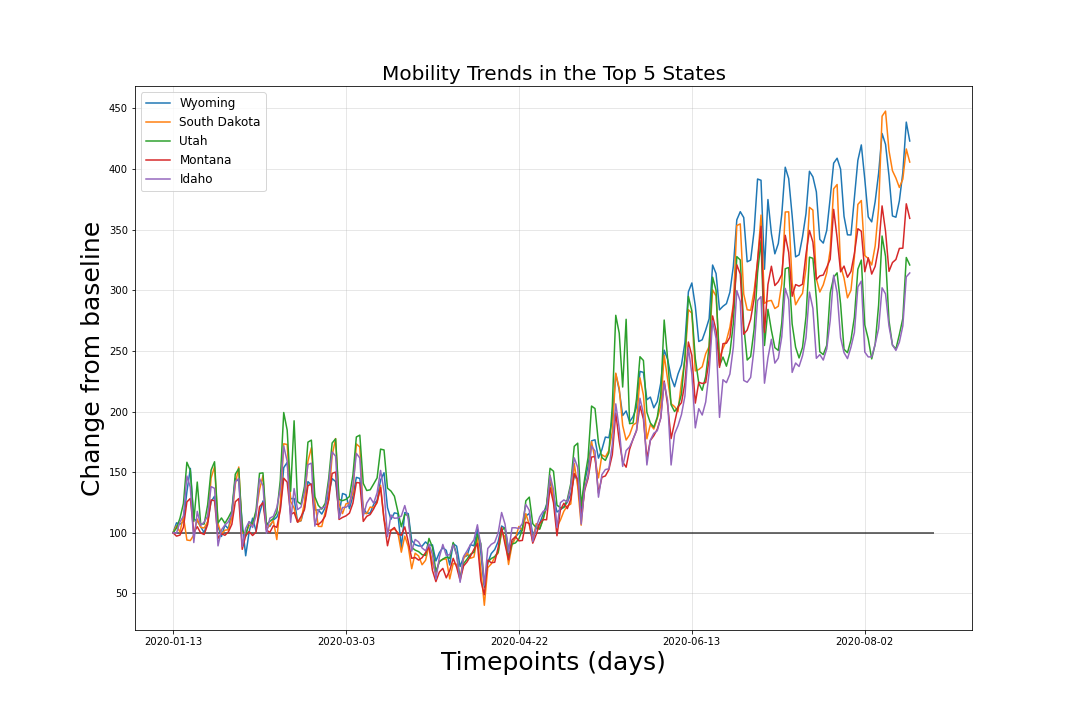 Mobility Trends in the Top 5 States
Wyoming
South Dakota
Utah
Montana
Idaho
Change from baseline
450
400
350
300
250
200
150
100
50
2020-01-13 2020-03-03 2020-04-22 2020-06-13 2020-08-02
Timepoints (days)